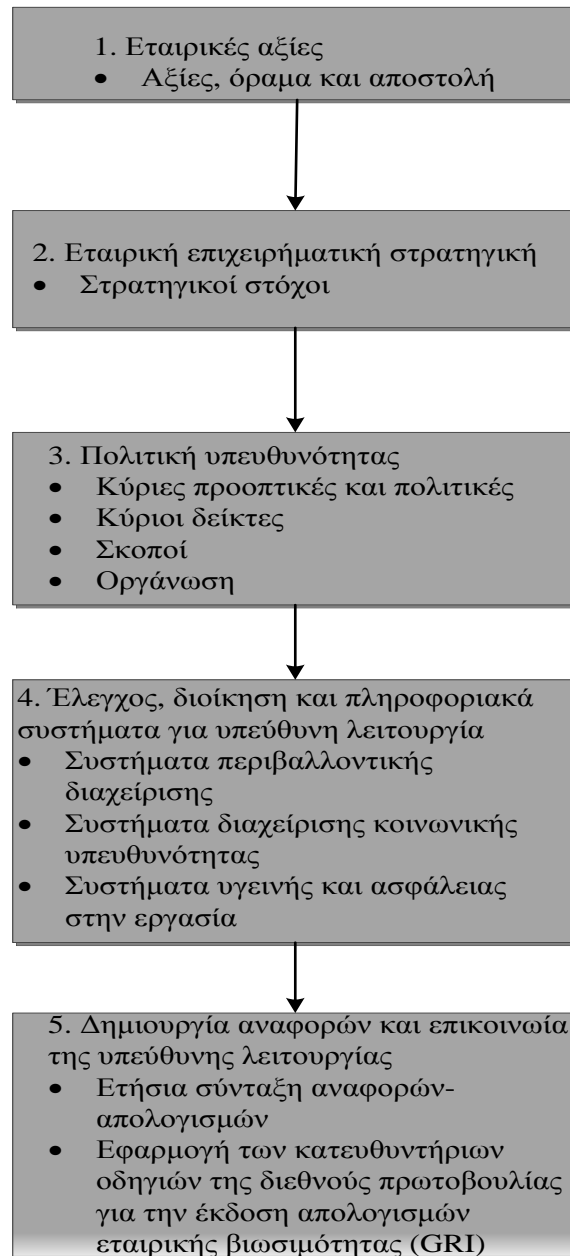 1. Εταιρικές αξίες
• Αξίες, όραμα και αποστολή
2. Εταιρική επιχειρήματική στρατηγική
• Στρατηγικοί στόχοι
3. Πολιτική υπευθυνότητας
• Κύριες προοπτικές και πολιτικές
• Κύριοι δείκτες
• Σκοποί
• Οργάνωση
4. Έλεγχος, διοίκηση και πληροφοριακά
συστήματα για υπεύθυνη λειτουργία
• Συστήματα περιβαλλοντικής
διαχείρισης
• Συστήματα διαχείρισης κοινωνικής
υπευθυνότητας
• Συστήματα υγεινής και ασφάλειας
στην εργασία
5. Δημιουργία αναφορών και επικοινωία
της υπεύθυνης λειτουργίας
• Ετήσια σύνταξη αναφορών-
απολογισμών
• Εφαρμογή των κατευθυντήριων
οδηγιών της διεθνούς πρωτοβουλίας
για την έκδοση απολογισμών
εταιρικής βιωσιμότητας (GRI)